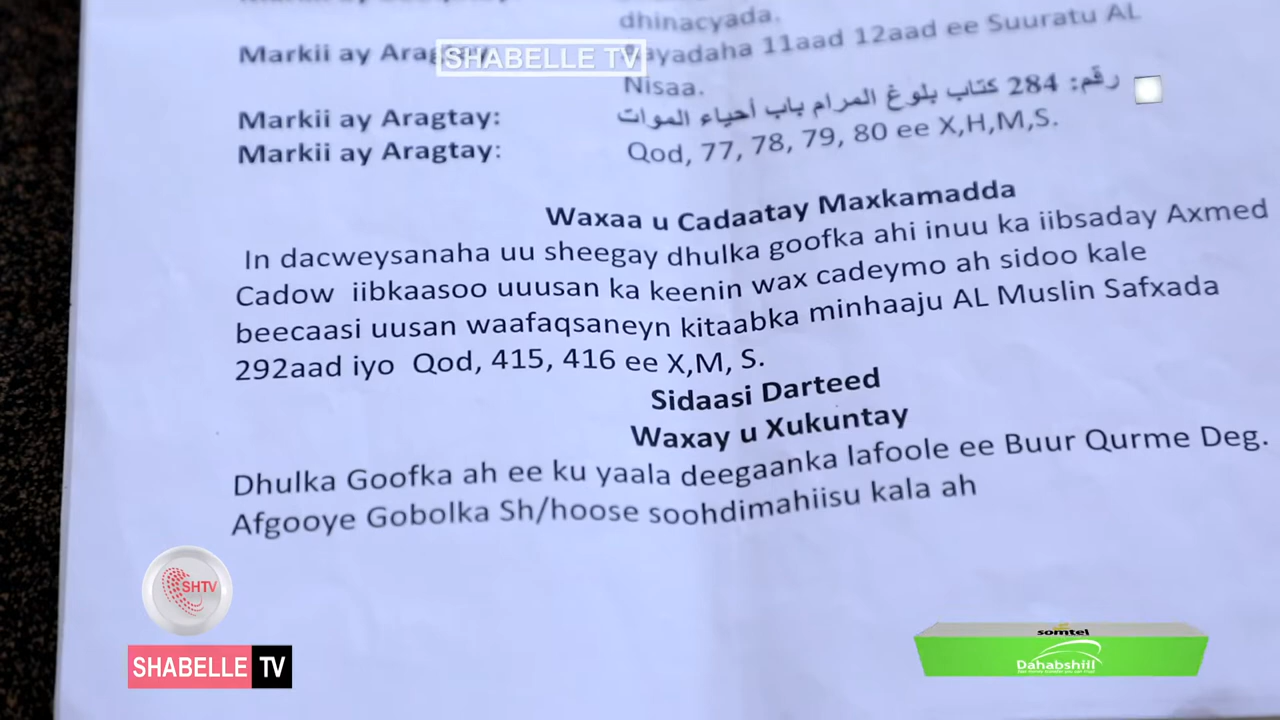 dhinacyada.
Markii ay Aragtay: ayadaha 11aad 12aad ee Suuratu AL
SHABELLE TV
Nisaa.
Markii ay Aragtay: رقم: 284 كتاب بلوغ المرام باب أحياء الموات
Markii ay Aragtay: Qod, 77, 78, 79, 80 ee X,H,M,S.
Waxaa u Cadaatay Maxkamadda
In dacweysanaha uu sheegay dhulka goofka ahi inuu ka iibsaday Axmed
Cadow iibkaasoo uuusan ka keenin wax cadeymo ah sidoo kale
beecaasi uusan waafaqsaneyn kitaabka minhaaju AL Muslin Safxada
292aad iyo Qod, 415, 416 ee X,M, S.
Sidaasi Darteed
Waxay u Xukuntay
Dhulka Goofka ah ee ku yaala deegaanka lafoole ee Buur Qurme Deg.
Afgooye Gobolka Sh/hoose soohdimahiisu kala ah
SHTV
SHABELLE TV
somtel
Dahabshiil